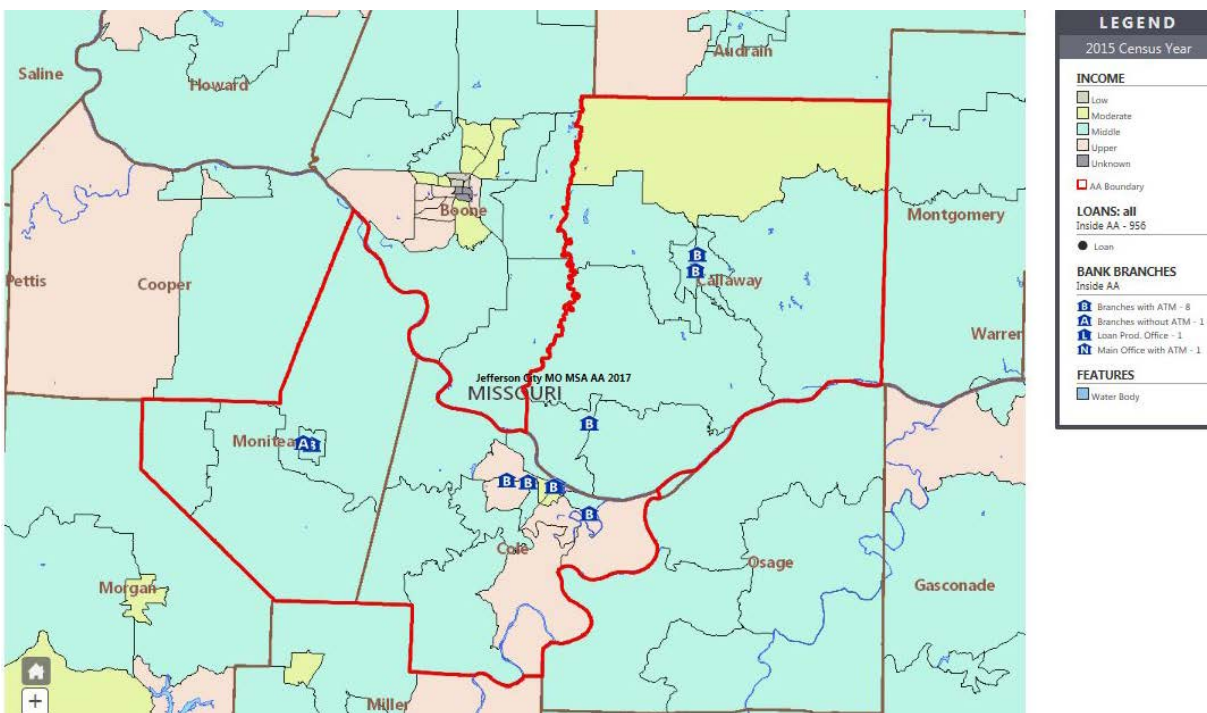 Saline
Howard
Audrain
Boone
Montgomery
Pettis
Cooper
Callaway
Warren
Jefferson City MO MSA AA 2017
MISSOURI
Moniteau
Cole
Osage
Morgan
Gasconade
Miller
B
B
B
A
B
B
B
B
B
+
LEGEND
2015 Census Year
INCOME
Low
Moderate
Middle
Upper
Unknown
AA Boundary
LOANS: all
Inside AA - 956
Loan
BANK BRANCHES
Inside AA
B Branches with ATM - 8
A Branches without ATM - 1
L Loan Prod. Office - 1
N Main Office with ATM - 1
FEATURES
Water Body